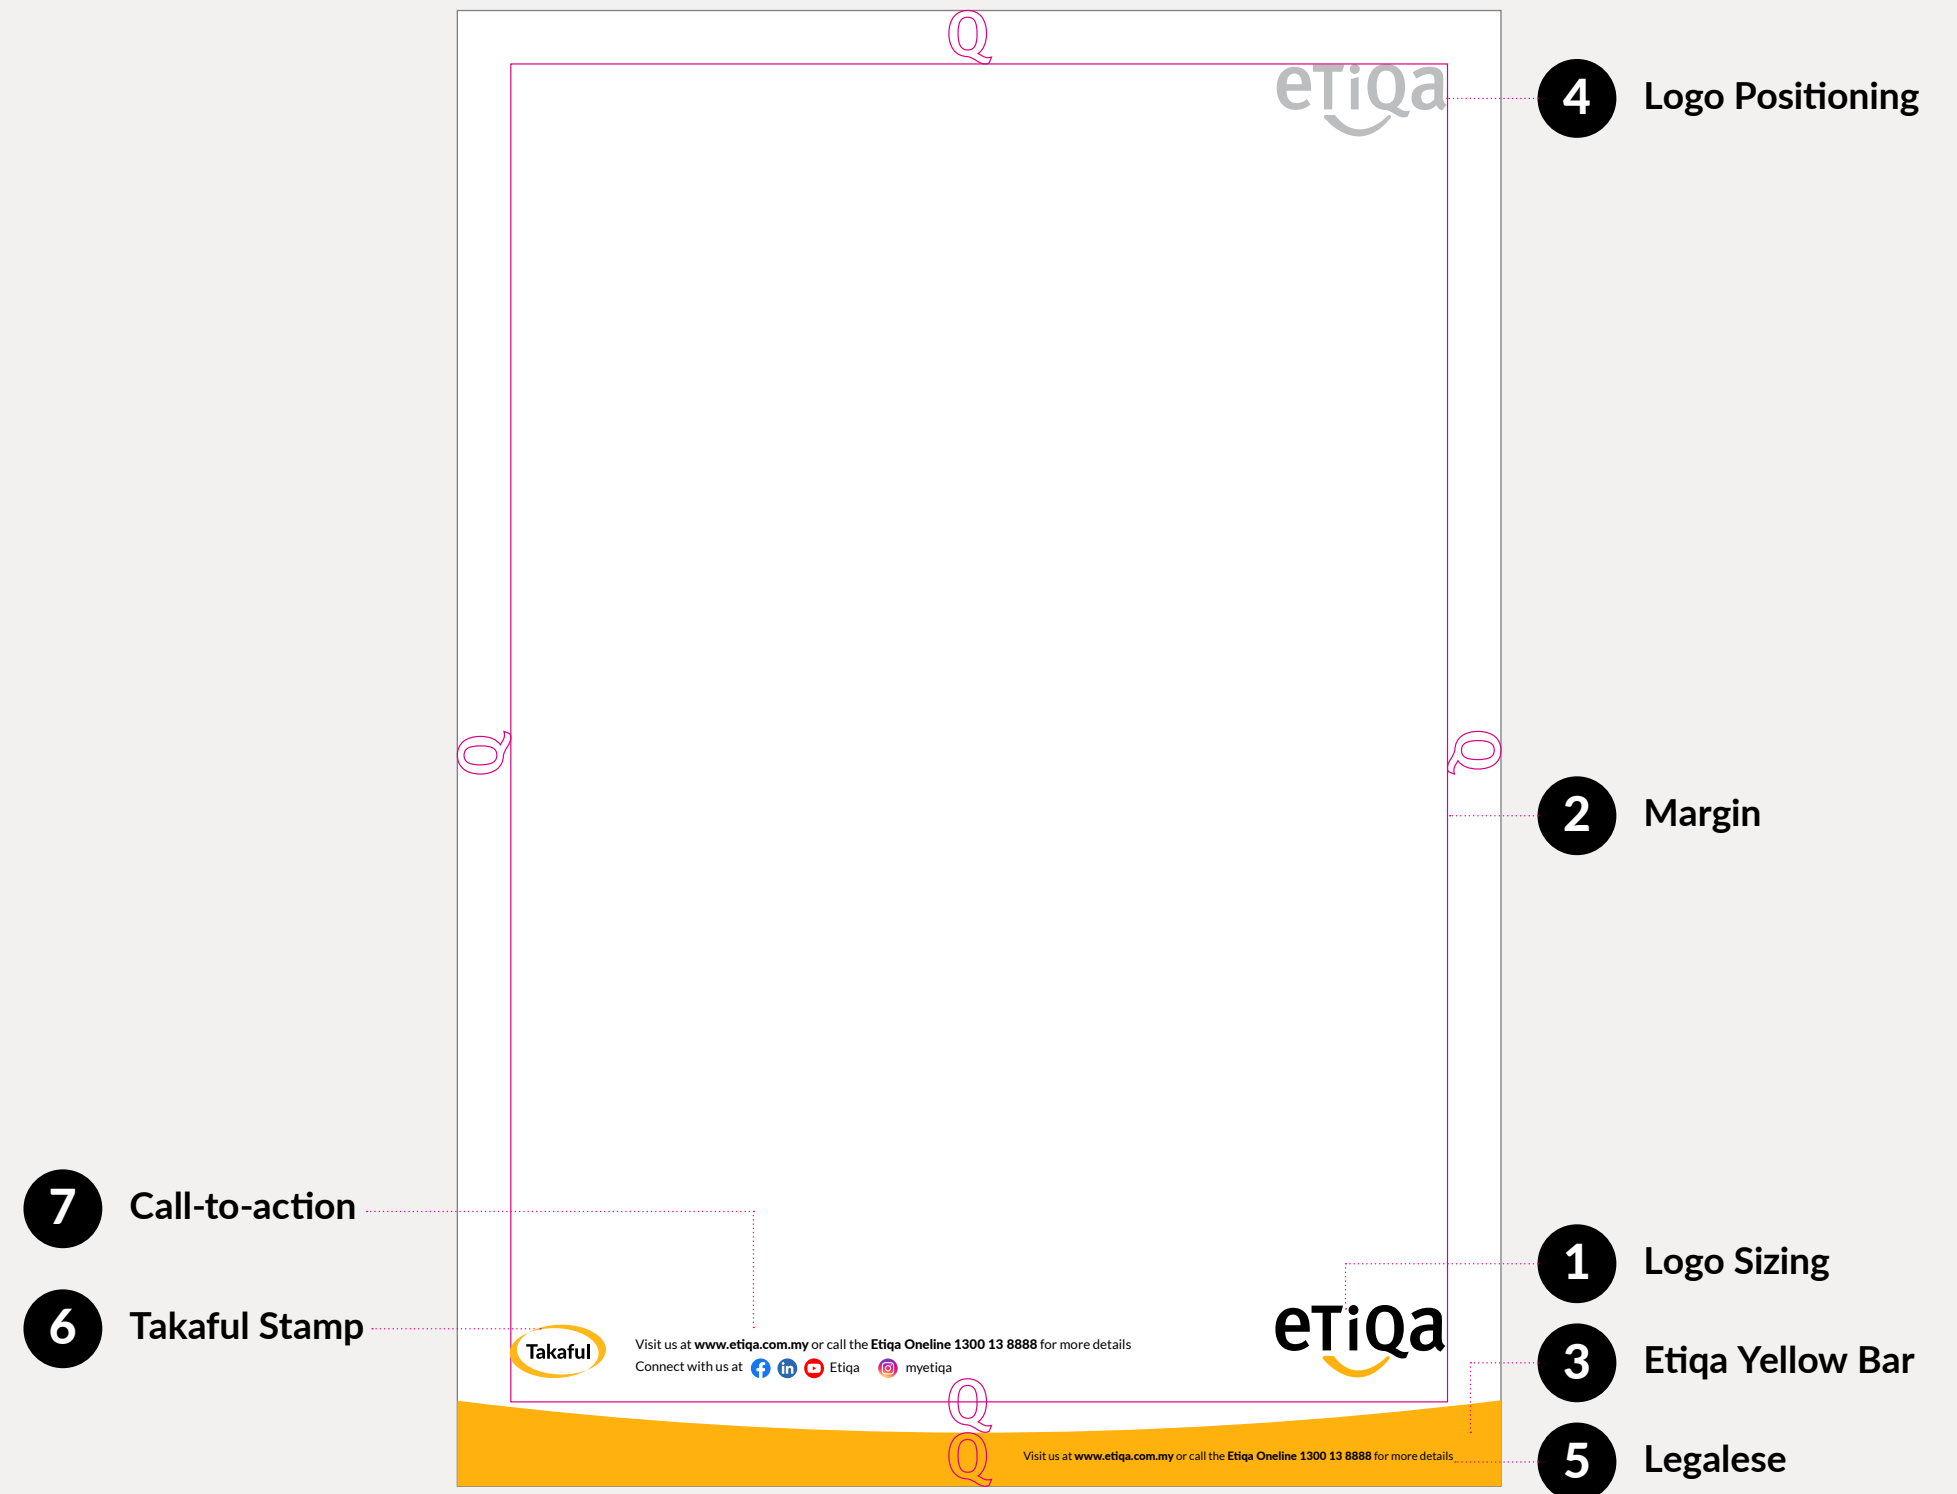 Q
eTiQa
4 Logo Positioning
Q
Q
2 Margin
7 Call-to-action
1 Logo Sizing
6 Takaful Stamp
Takaful
Visit us at www.etiqa.com.my or call the Etiqa Oneline 1300 13 8888 for more details
Connect with us at f in Etiqa myetiqa
eTiQa
3 Etiqa Yellow Bar
Q
Q
Visit us at www.etiqa.com.my or call the Etiqa Oneline 1300 13 8888 for more details
5 Legalese